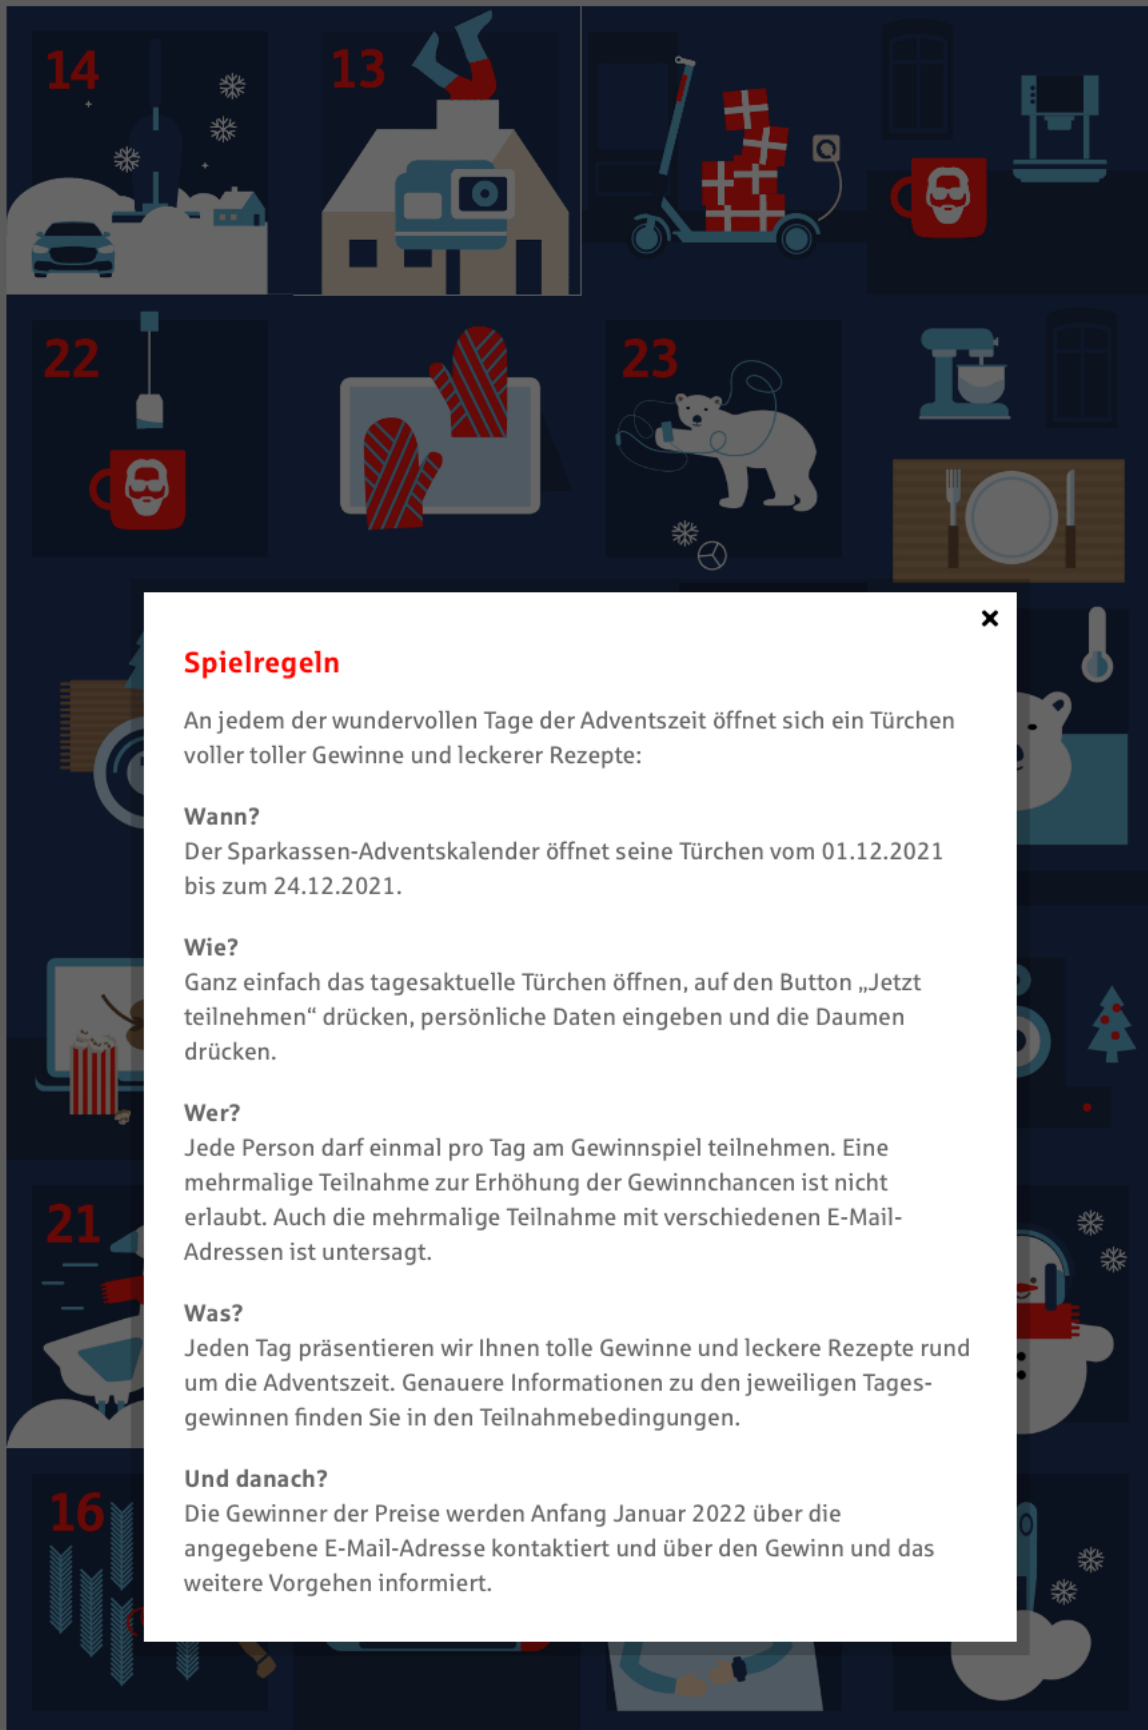 14
13
22
23
Spielregeln
An jedem der wundervollen Tage der Adventszeit öffnet sich ein Türchen
voller toller Gewinne und leckerer Rezepte:
Wann?
Der Sparkassen-Adventskalender öffnet seine Türchen vom 01.12.2021
bis zum 24.12.2021.
Wie?
Ganz einfach das tagesaktuelle Türchen öffnen, auf den Button „Jetzt
teilnehmen“ drücken, persönliche Daten eingeben und die Daumen
drücken.
Wer?
Jede Person darf einmal pro Tag am Gewinnspiel teilnehmen. Eine
mehrmalige Teilnahme zur Erhöhung der Gewinnchancen ist nicht
erlaubt. Auch die mehrmalige Teilnahme mit verschiedenen E-Mail-
Adressen ist untersagt.
Was?
Jeden Tag präsentieren wir Ihnen tolle Gewinne und leckere Rezepte rund
um die Adventszeit. Genauere Informationen zu den jeweiligen Tages-
gewinnen finden Sie in den Teilnahmebedingungen.
Und danach?
Die Gewinner der Preise werden Anfang Januar 2022 über die
angegebene E-Mail-Adresse kontaktiert und über den Gewinn und das
weitere Vorgehen informiert.
21
16